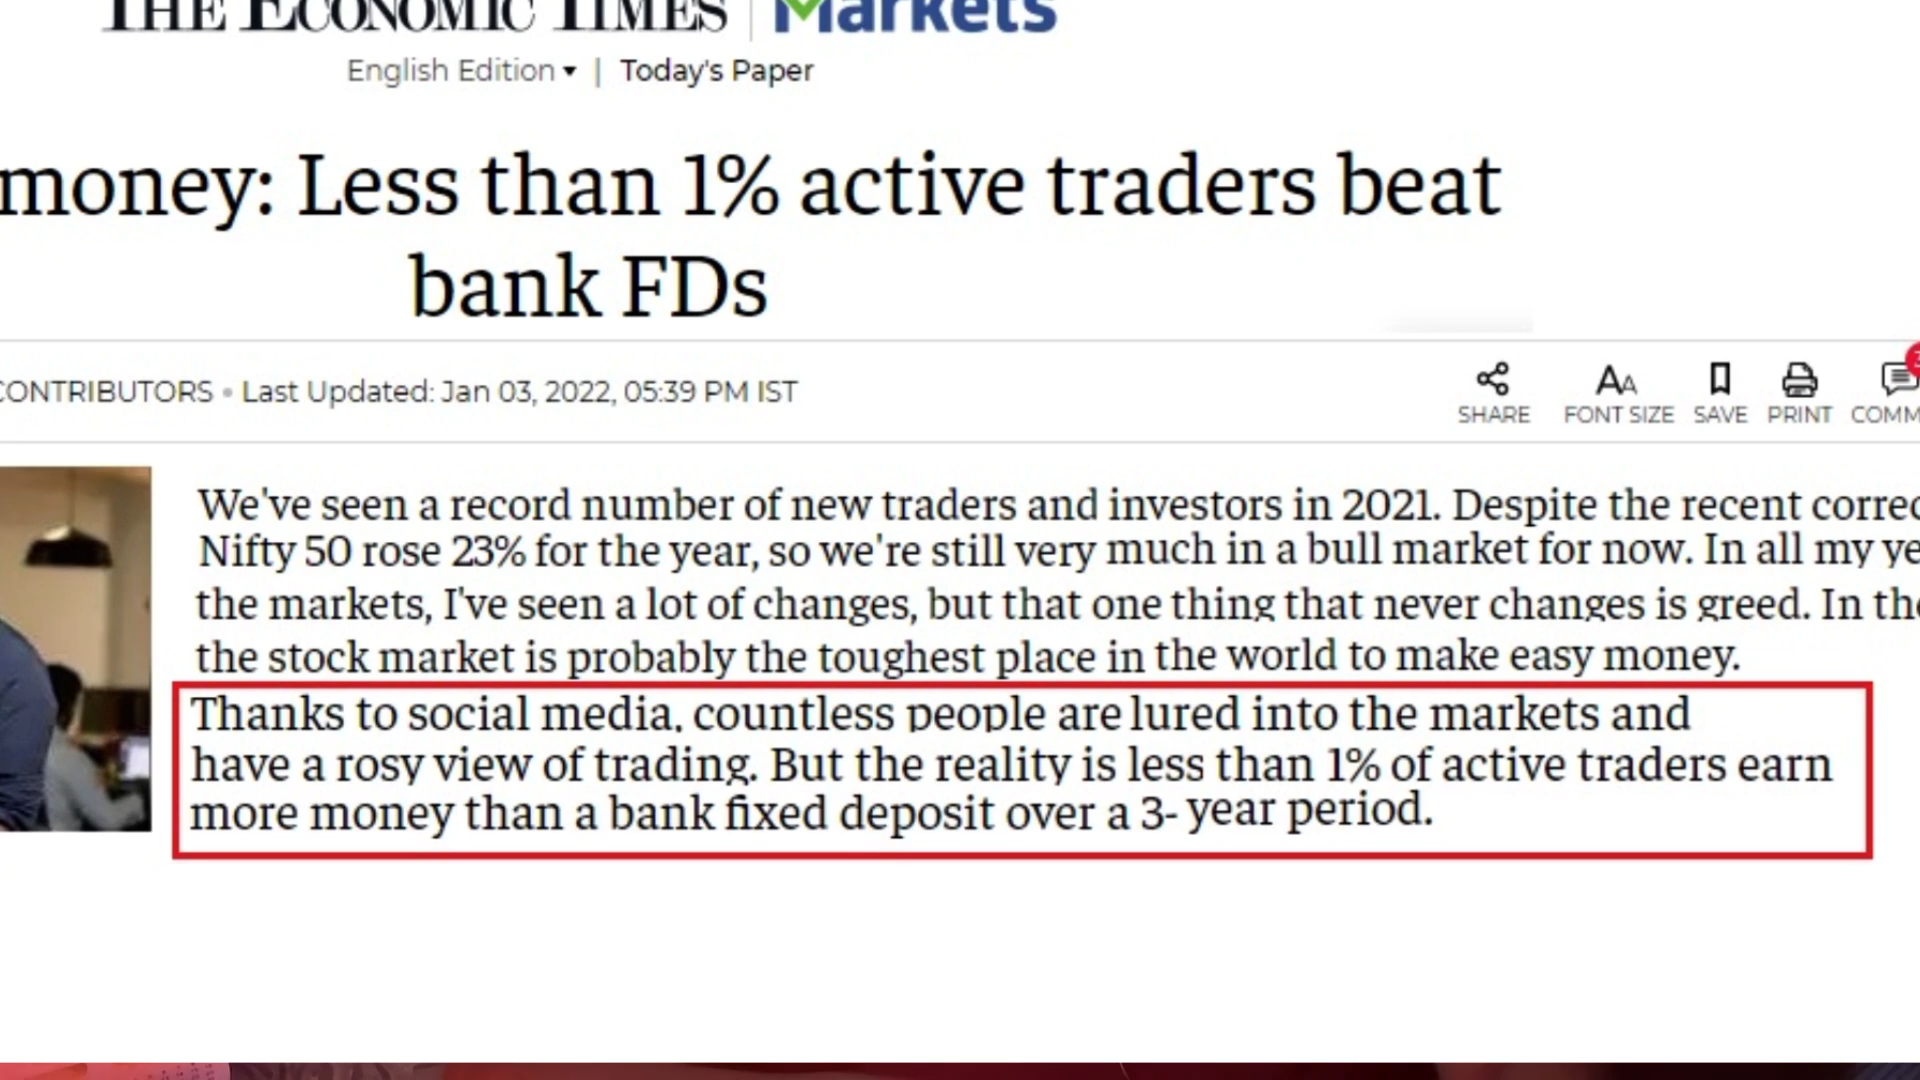 THE ECONOMIC TIMES | Markets
English Edition | Today's Paper
money: Less than 1% active traders beat
bank FDs
CONTRIBUTORS • Last Updated: Jan 03, 2022, 05:39 PM IST
SHARE FONT SIZE SAVE PRINT COMM
We've seen a record number of new traders and investors in 2021. Despite the recent correc
Nifty 50 rose 23% for the year, so we're still very much in a bull market for now. In all my ye
the markets, I've seen a lot of changes, but that one thing that never changes is greed. In the
the stock market is probably the toughest place in the world to make easy money.
Thanks to social media, countless people are lured into the markets and
have a rosy view of trading. But the reality is less than 1% of active traders earn
more money than a bank fixed deposit over a 3- year period.